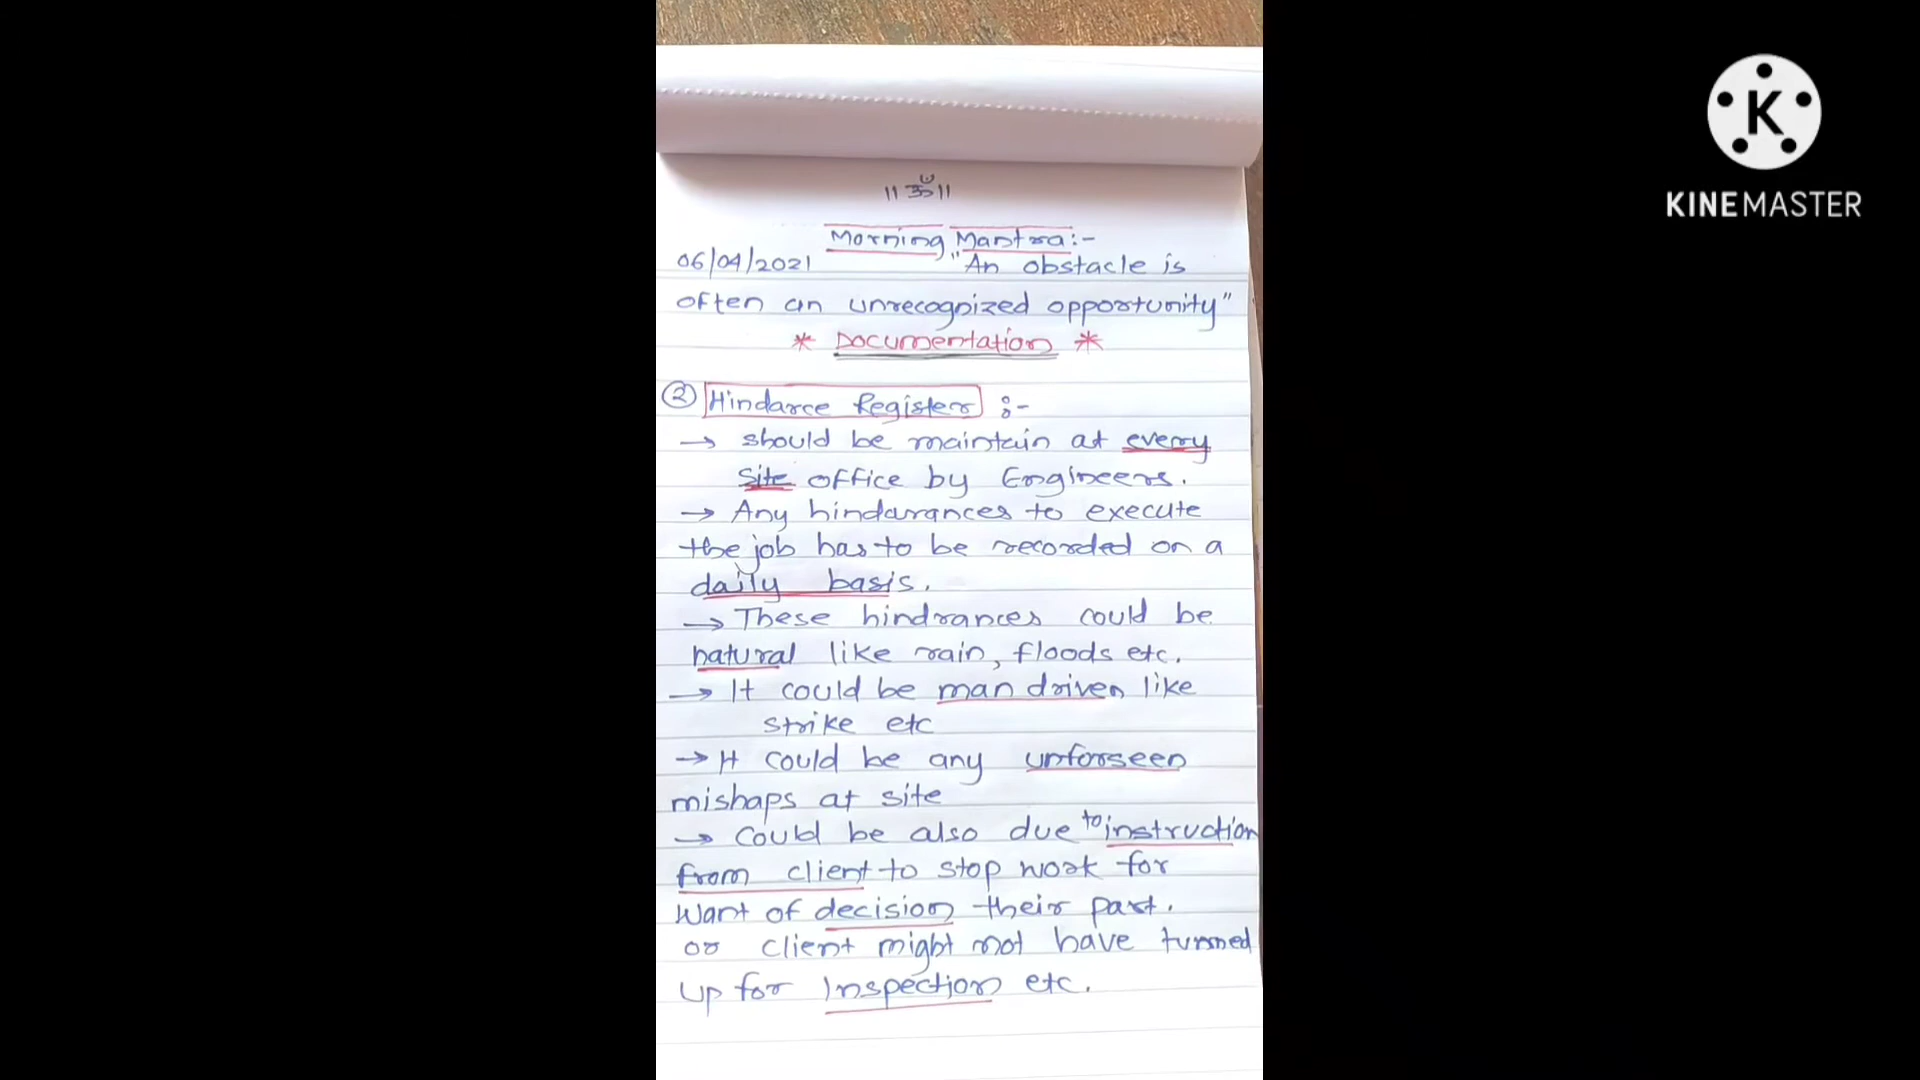 ॥ ॐ ॥
Morning Mantra:-
06/04/2021 "An obstacle is
often an unrecognized opportunity"
* Documentation *
② Hindarce Register :-
→ should be maintain at every
site office by Engineers.
→ Any hindarances to execute
the job has to be recorded on a
daily basis.
→ These hindrances could be
natural like rain, floods etc.
→ It could be man driven like
strike etc
→ It could be any unforseen
mishaps at site
→ Could be also due to instruction
from client to stop work for
want of decision their part.
or client might not have turned
up for Inspection etc.
K
KINEMASTER